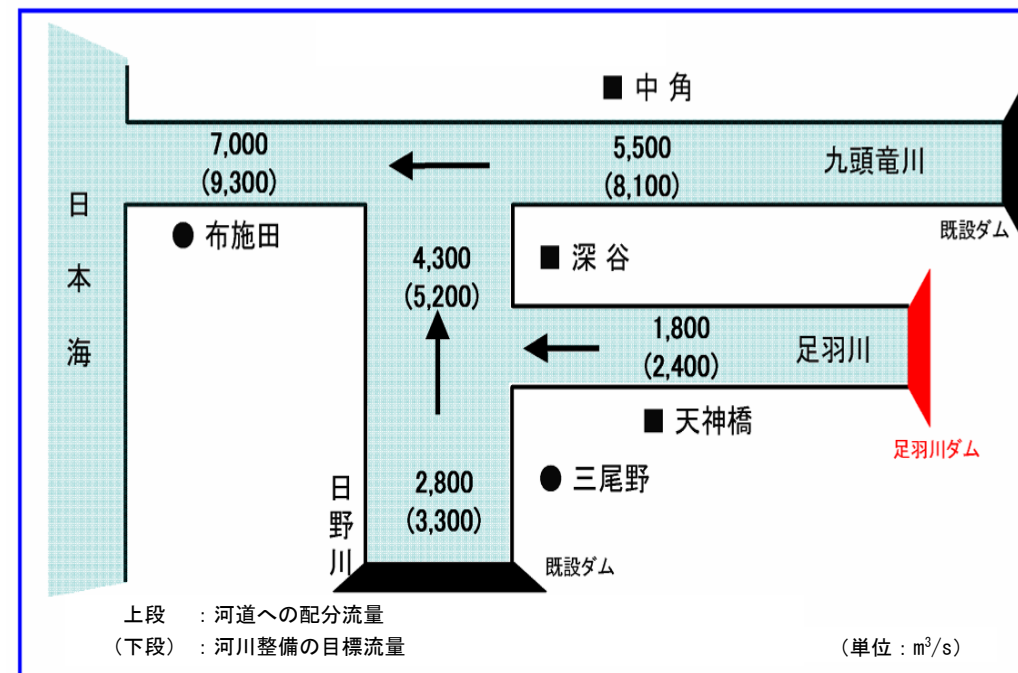 ■ 中 角
7,000
(9,300)
5,500
(8,100)
九頭竜川
既設ダム
● 布施田
日本海
4,300
(5,200)
■ 深 谷
1,800
(2,400)
足羽川
■ 天神橋
足羽川ダム
● 三尾野
日野川
2,800
(3,300)
既設ダム
上段 :河道への配分流量
(下段) :河川整備の目標流量
(単位:m³/s)